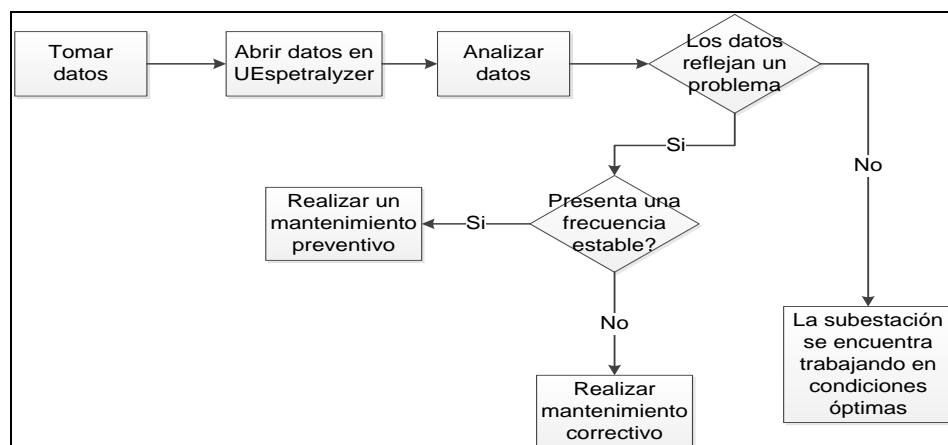 Tomar
datos
Abrir datos en
UEspetralyzer
Analizar
datos
Los datos
reflejan un
problema
Si
No
Presenta una
frecuencia
estable?
Si
Realizar un
mantenimiento
preventivo
No
La subestación
se encuentra
trabajando en
condiciones
óptimas
Realizar
mantenimiento
correctivo